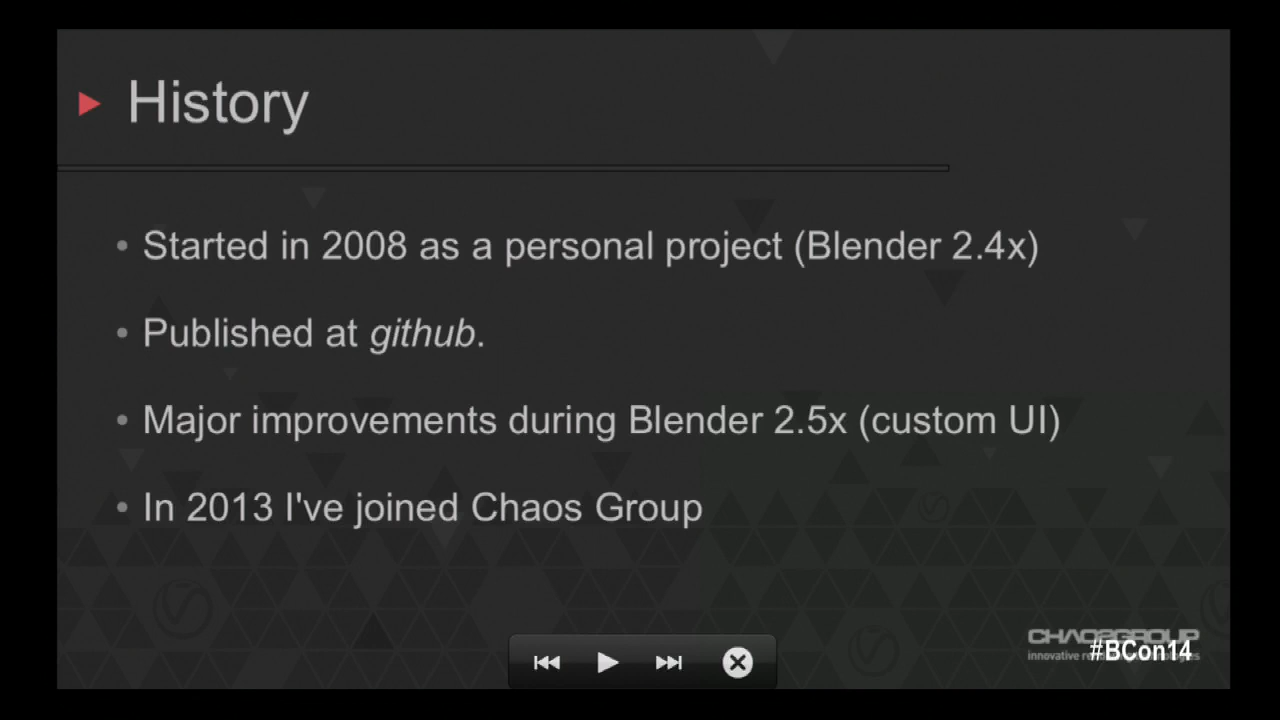 History
• Started in 2008 as a personal project (Blender 2.4x)
• Published at github.
• Major improvements during Blender 2.5x (custom UI)
• In 2013 I've joined Chaos Group
CHAOSGROUP
#BCon14